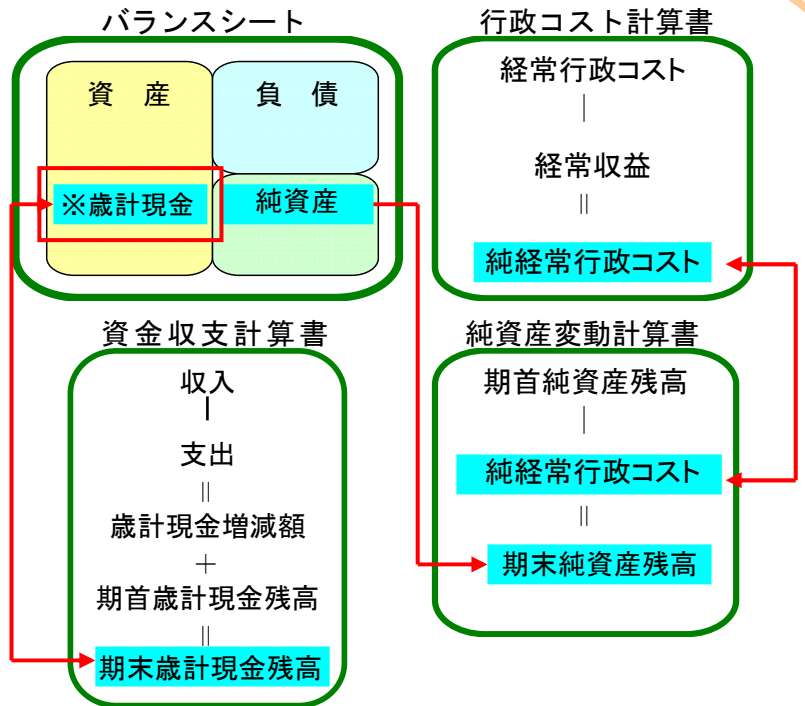 バランスシート
資　産
負　債
※歳計現金
純資産
行政コスト計算書
経常行政コスト
｜
経常収益
||
純経常行政コスト
資金収支計算書
収入
ー
支出
||
歳計現金増減額
＋
期首歳計現金残高
||
期末歳計現金残高
純資産変動計算書
期首純資産残高
｜
純経常行政コスト
||
期末純資産残高